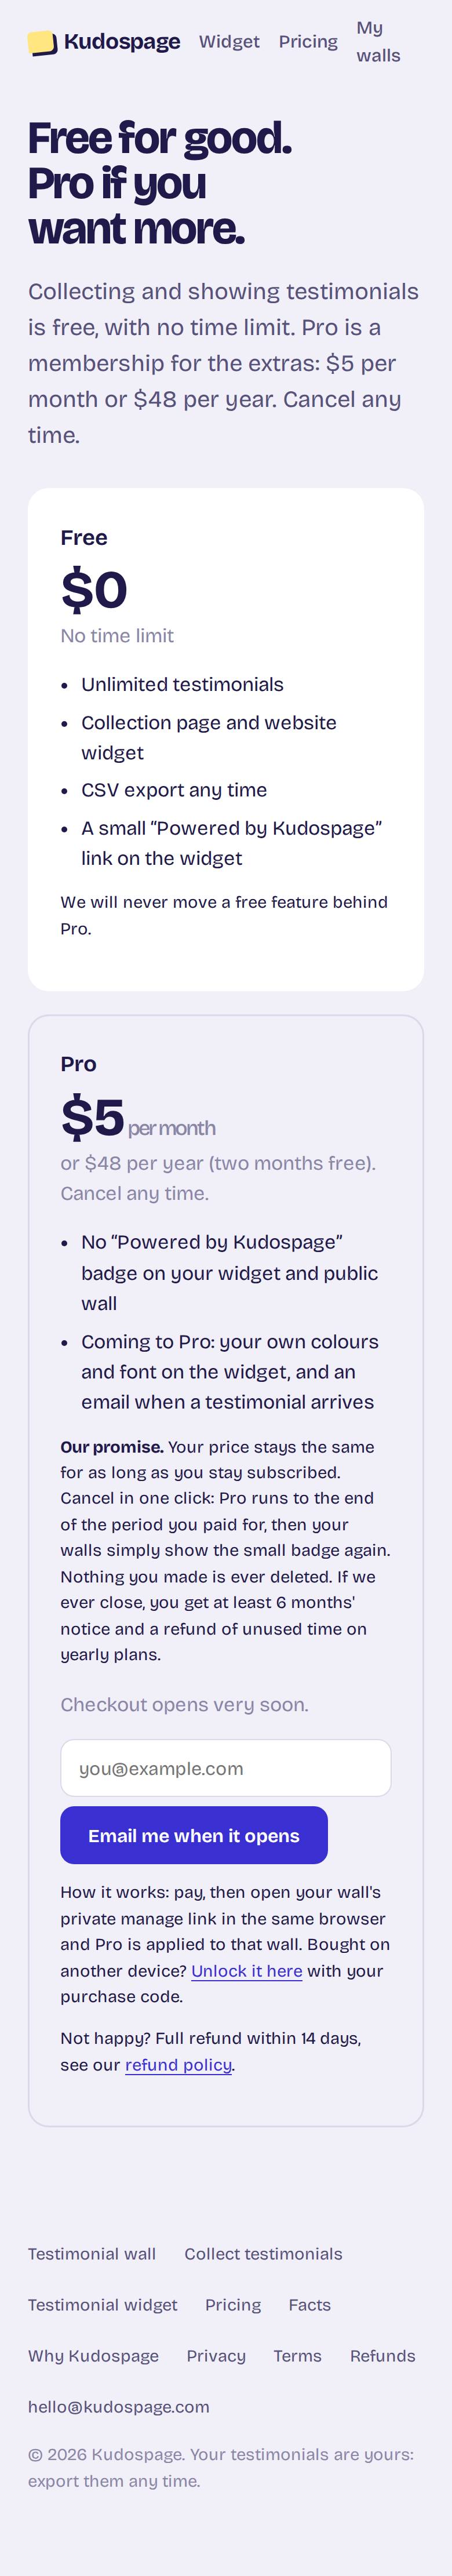 Kudospage Widget Pricing My walls
Free for good.
Pro if you
want more.
Collecting and showing testimonials
is free, with no time limit. Pro is a
membership for the extras: $5 per
month or $48 per year. Cancel any
time.
Free
$0
No time limit
• Unlimited testimonials
• Collection page and website
widget
• CSV export any time
• A small “Powered by Kudospage”
link on the widget
We will never move a free feature behind
Pro.
Pro
$5 per month
or $48 per year (two months free).
Cancel any time.
• No “Powered by Kudospage”
badge on your widget and public
wall
• Coming to Pro: your own colours
and font on the widget, and an
email when a testimonial arrives
Our promise. Your price stays the same
for as long as you stay subscribed.
Cancel in one click: Pro runs to the end
of the period you paid for, then your
walls simply show the small badge again.
Nothing you made is ever deleted. If we
ever close, you get at least 6 months'
notice and a refund of unused time on
yearly plans.
Checkout opens very soon.
you@example.com
Email me when it opens
How it works: pay, then open your wall's
private manage link in the same browser
and Pro is applied to that wall. Bought on
another device? Unlock it here with your
purchase code.
Not happy? Full refund within 14 days,
see our refund policy.
Testimonial wall Collect testimonials
Testimonial widget Pricing Facts
Why Kudospage Privacy Terms Refunds
hello@kudospage.com
© 2026 Kudospage. Your testimonials are yours:
export them any time.